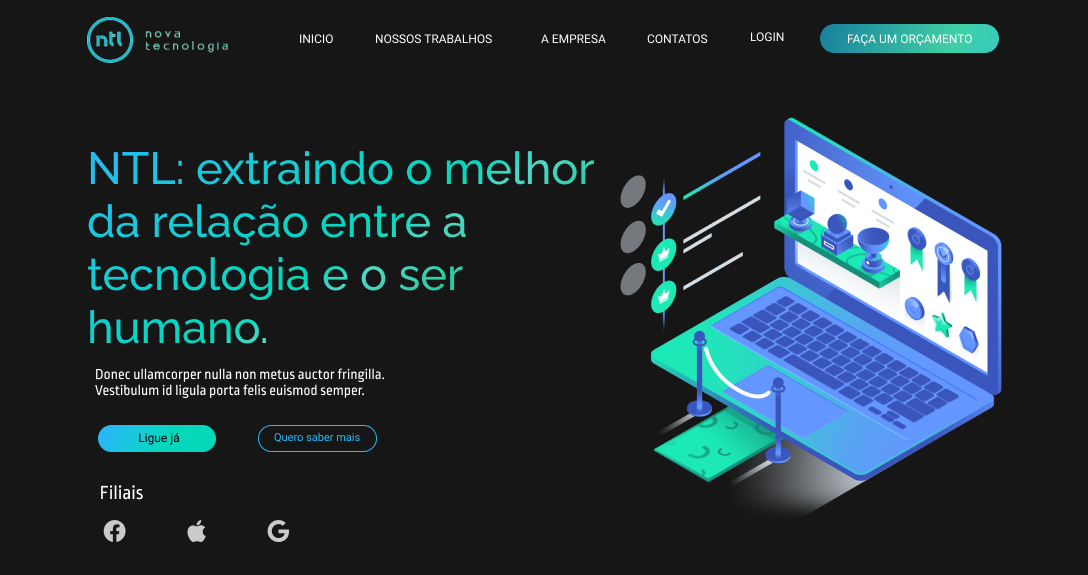 ntl
nova
tecnologia
INICIO
NOSSOS TRABALHOS
A EMPRESA
CONTATOS
LOGIN
FAÇA UM ORÇAMENTO
NTL: extraindo o melhor
da relação entre a
tecnologia e o ser
humano.
Donec ullamcorper nulla non metus auctor fringilla.
Vestibulum id ligula porta felis euismod semper.
Ligue já
Quero saber mais
Filiais